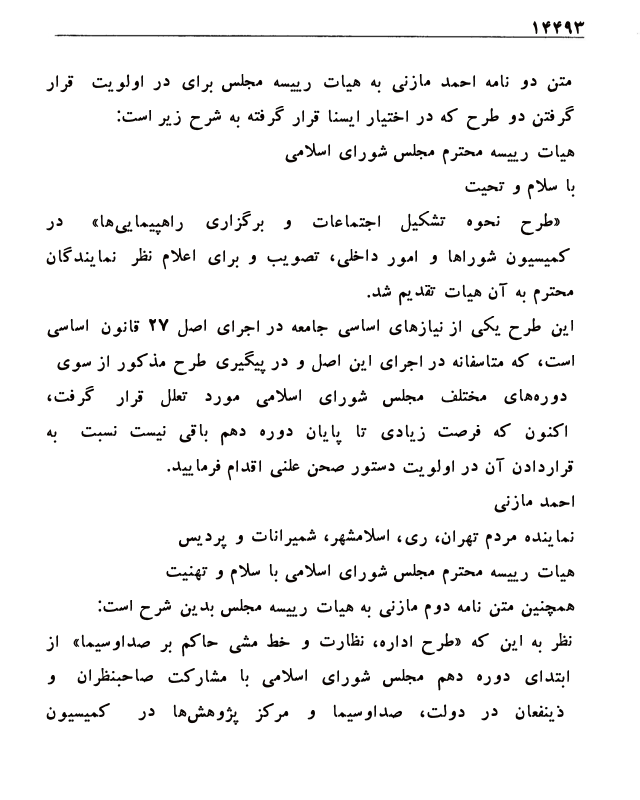 ۱۴۴۹۳
متن دو نامه احمد مازنی به هیات رییسه مجلس برای در اولویت قرار
گرفتن دو طرح که در اختیار ایسنا قرار گرفته به شرح زیر است:
هیات رییسه محترم مجلس شورای اسلامی
با سلام و تحیت
«طرح نحوه تشکیل اجتماعات و برگزاری راهپیمایی‌ها» در
کمیسیون شوراها و امور داخلی، تصویب و برای اعلام نظر نمایندگان
محترم به آن هیات تقدیم شد.
این طرح یکی از نیازهای اساسی جامعه در اجرای اصل ۲۷ قانون اساسی
است، که متاسفانه در اجرای این اصل و در پیگیری طرح مذکور از سوی
دوره‌های مختلف مجلس شورای اسلامی مورد تعلل قرار گرفت،
اکنون که فرصت زیادی تا پایان دوره دهم باقی نیست نسبت به
قراردادن آن در اولویت دستور صحن علنی اقدام فرمایید.
احمد مازنی
نماینده مردم تهران، ری، اسلامشهر، شمیرانات و پردیس
هیات رییسه محترم مجلس شورای اسلامی با سلام و تهنیت
همچنین متن نامه دوم مازنی به هیات رییسه مجلس بدین شرح است:
نظر به این که «طرح اداره، نظارت و خط مشی حاکم بر صداوسیما» از
ابتدای دوره دهم مجلس شورای اسلامی با مشارکت صاحبنظران و
ذینفعان در دولت، صداوسیما و مرکز پژوهش‌ها در کمیسیون